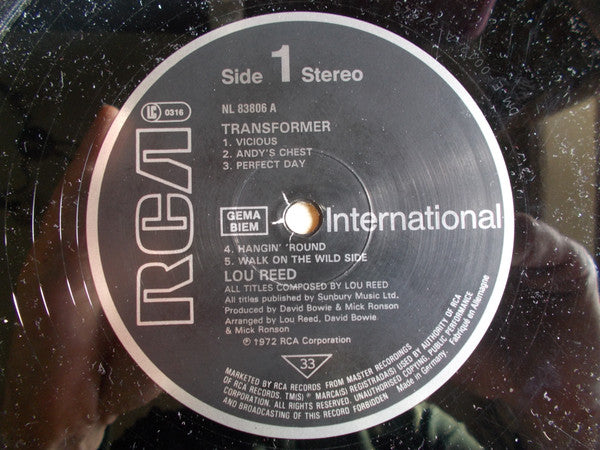 Side 1 Stereo
LC 0316
NL 83806 A
TRANSFORMER
1. VICIOUS
2. ANDY'S CHEST
3. PERFECT DAY
RCA
GEMA
BIEM
International
4. HANGIN' 'ROUND
5. WALK ON THE WILD SIDE
LOU REED
ALL TITLES COMPOSED BY LOU REED
All titles published by Sunbury Music Ltd.
Produced by David Bowie & Mick Ronson
Arranged by Lou Reed, David Bowie
& Mick Ronson
℗ 1972 RCA Corporation
33
MARKETED BY RCA RECORDS FROM MASTER RECORDINGS
OF RCA RECORDS. TM(S)® MARCA(S) REGISTRADA(S) USED BY AUTHORITY OF RCA
CORPORATION. ALL RIGHTS RESERVED. UNAUTHORISED COPYING, PUBLIC PERFORMANCE
AND BROADCASTING OF THIS RECORD FORBIDDEN
Made in Germany. Fabriqué en Allemagne